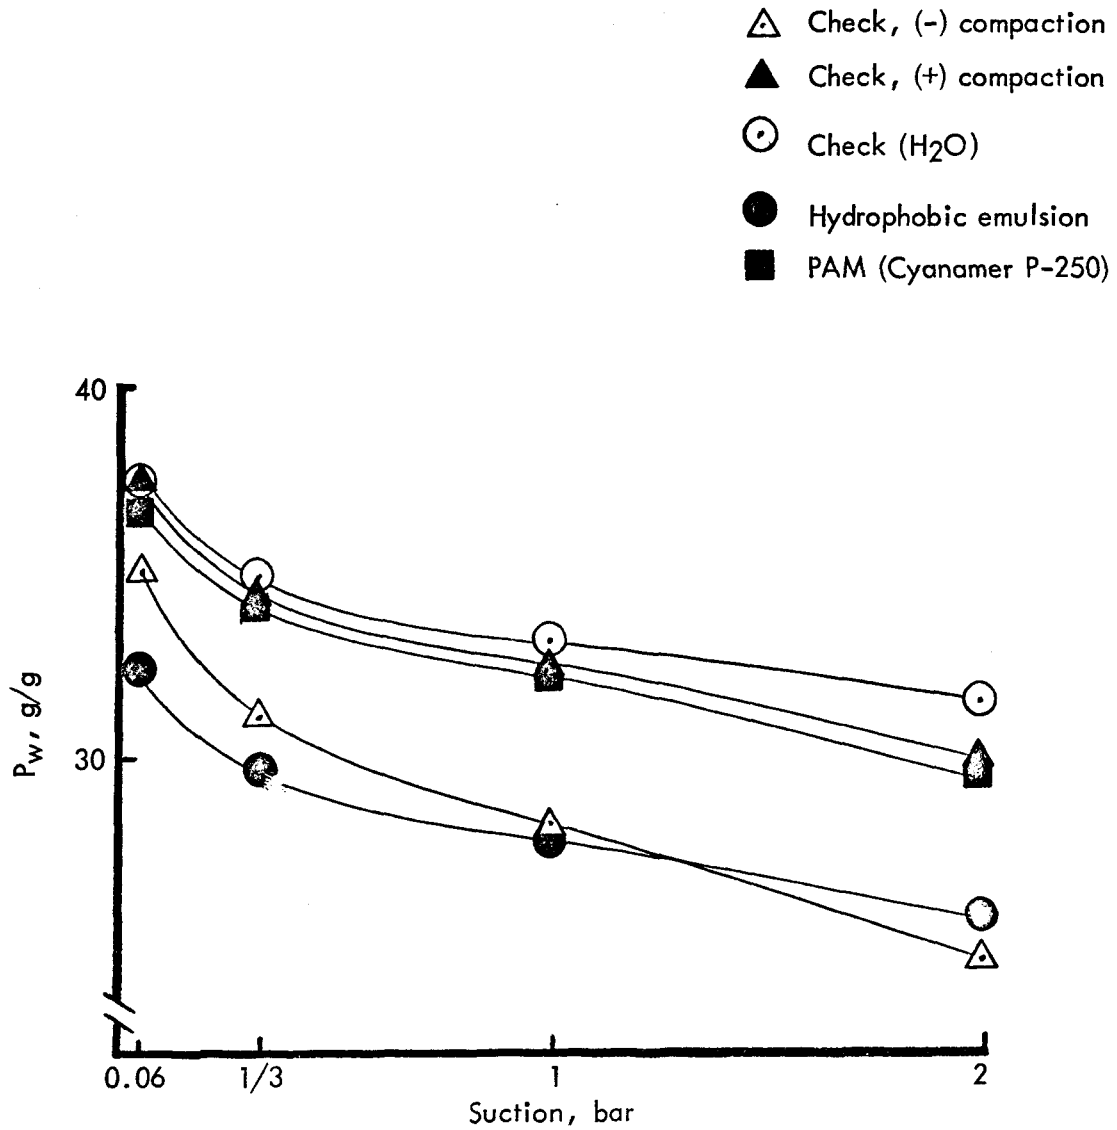 Check, (-) compaction
Check, (+) compaction
Check (H2O)
Hydrophobic emulsion
PAM (Cyanamer P-250)
40
30
Pw, g/g
0.06 1/3 1 2
Suction, bar